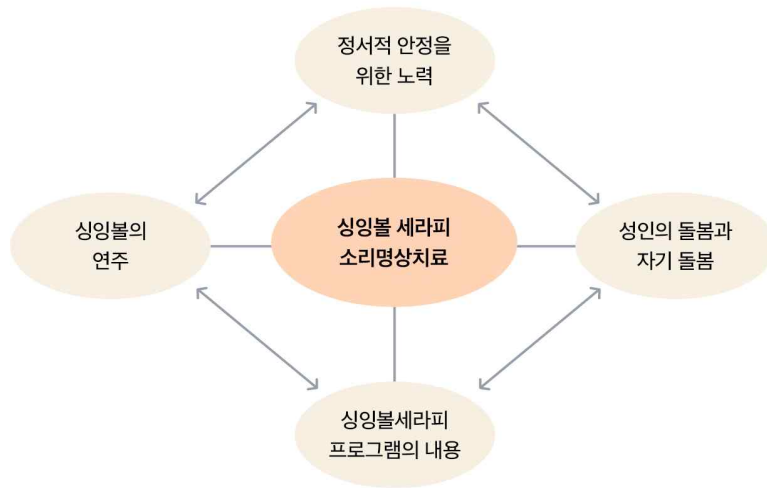 정서적 안정을
위한 노력
싱잉볼의
연주
싱잉볼 세라피
소리명상치료
성인의 돌봄과
자기 돌봄
싱잉볼세라피
프로그램의 내용